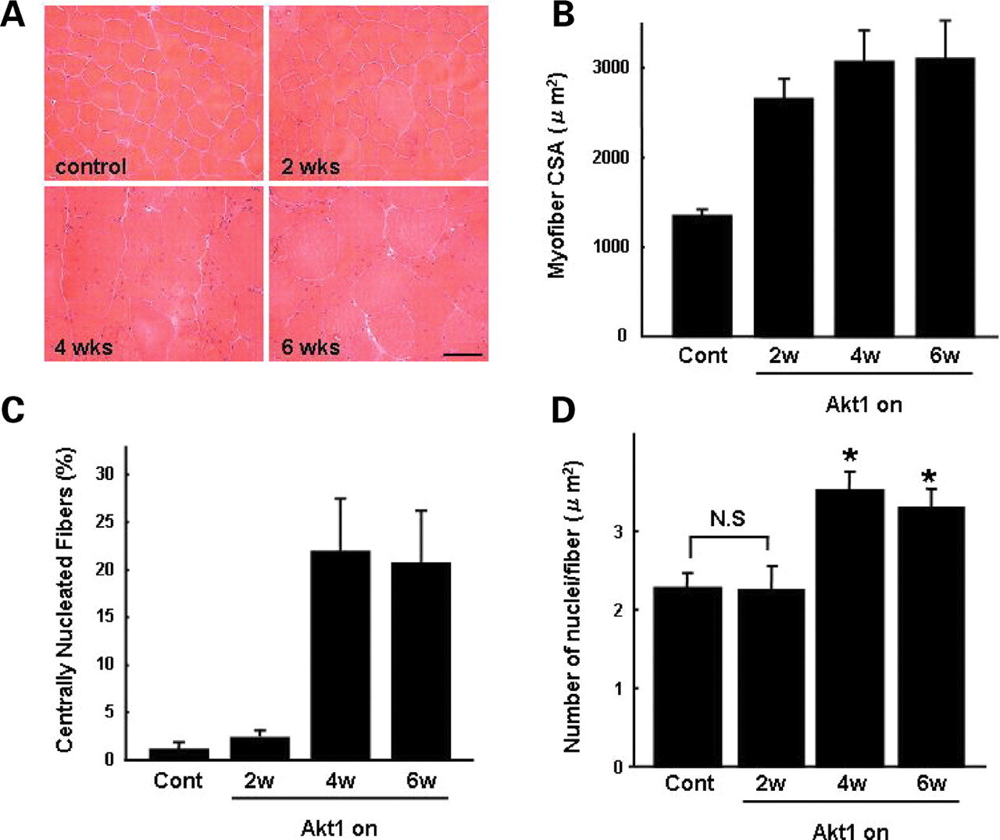 A
control
2 wks
4 wks
6 wks
B
Myofiber CSA (μm²)
3000
2000
1000
0
Cont 2w 4w 6w
Akt1 on
C
Centrally Nucleated Fibers (%)
30
25
20
15
10
5
0
Cont 2w 4w 6w
Akt1 on
D
Number of nuclei/fiber (μm²)
*
*
N.S
3
2
1
0
Cont 2w 4w 6w
Akt1 on